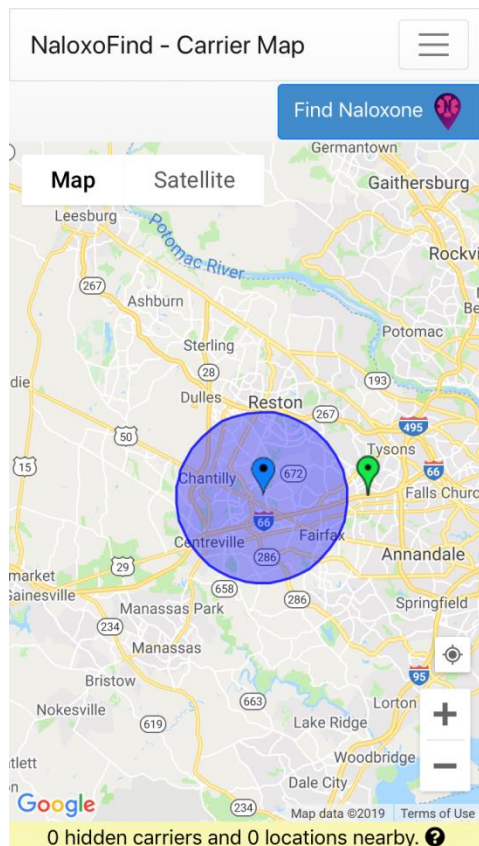 NaloxoFind - Carrier Map
Find Naloxone
Germantown
Map Satellite
Gaithersburg
Leesburg
Potomac River
Rockvi
267
Ashburn
Potomac
Sterling
28
193
Dulles
Reston
267
495
50
Tysons
15
Chantilly
672
66
Falls Churc
66
Centreville
Fairfax
286
Annandale
29
market
Gainesville
658
286
Springfield
Manassas Park
234
Manassas
95
Bristow
663
Lorton
Nokesville
619
Lake Ridge
Woodbridge
Dale City
Google
234
Map data ©2019 Terms of Use
0 hidden carriers and 0 locations nearby.